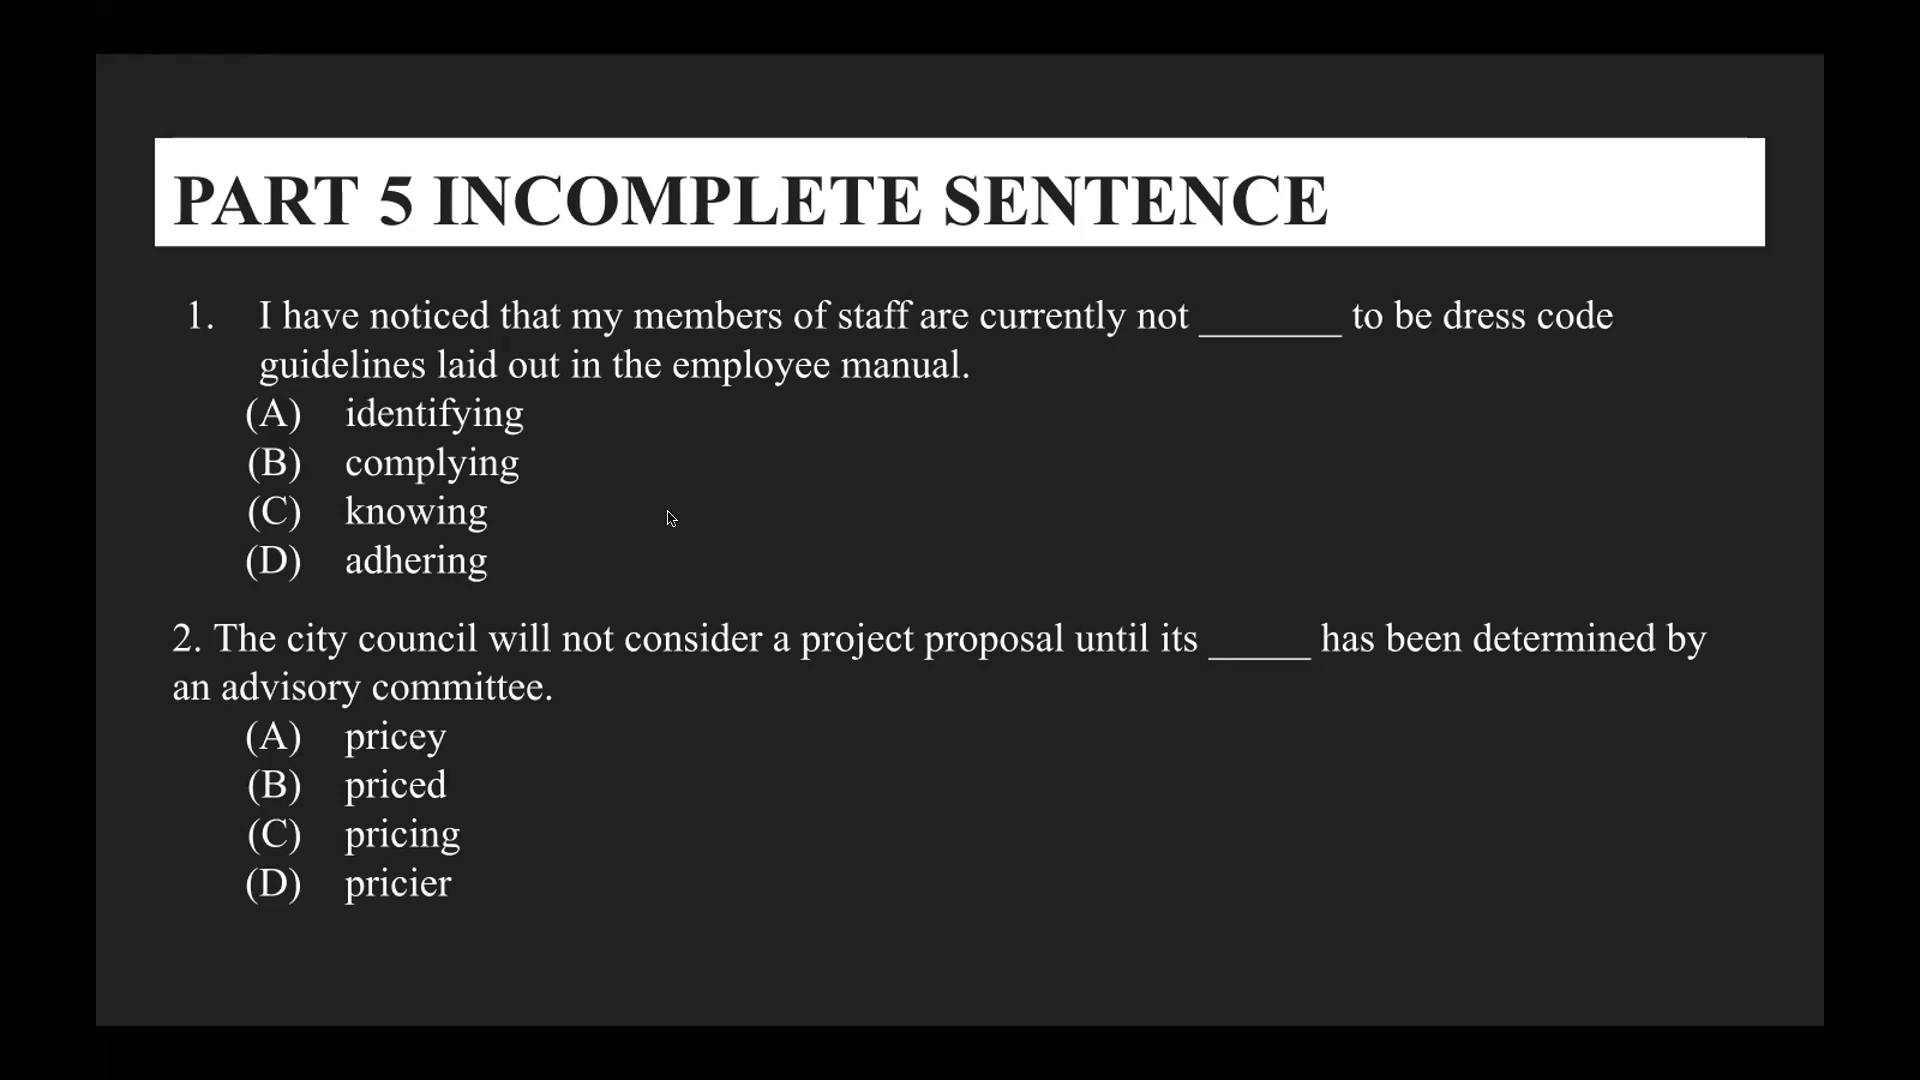 PART 5 INCOMPLETE SENTENCE
1. I have noticed that my members of staff are currently not _______ to be dress code
guidelines laid out in the employee manual.
(A) identifying
(B) complying
(C) knowing
(D) adhering
2. The city council will not consider a project proposal until its _____ has been determined by
an advisory committee.
(A) pricey
(B) priced
(C) pricing
(D) pricier